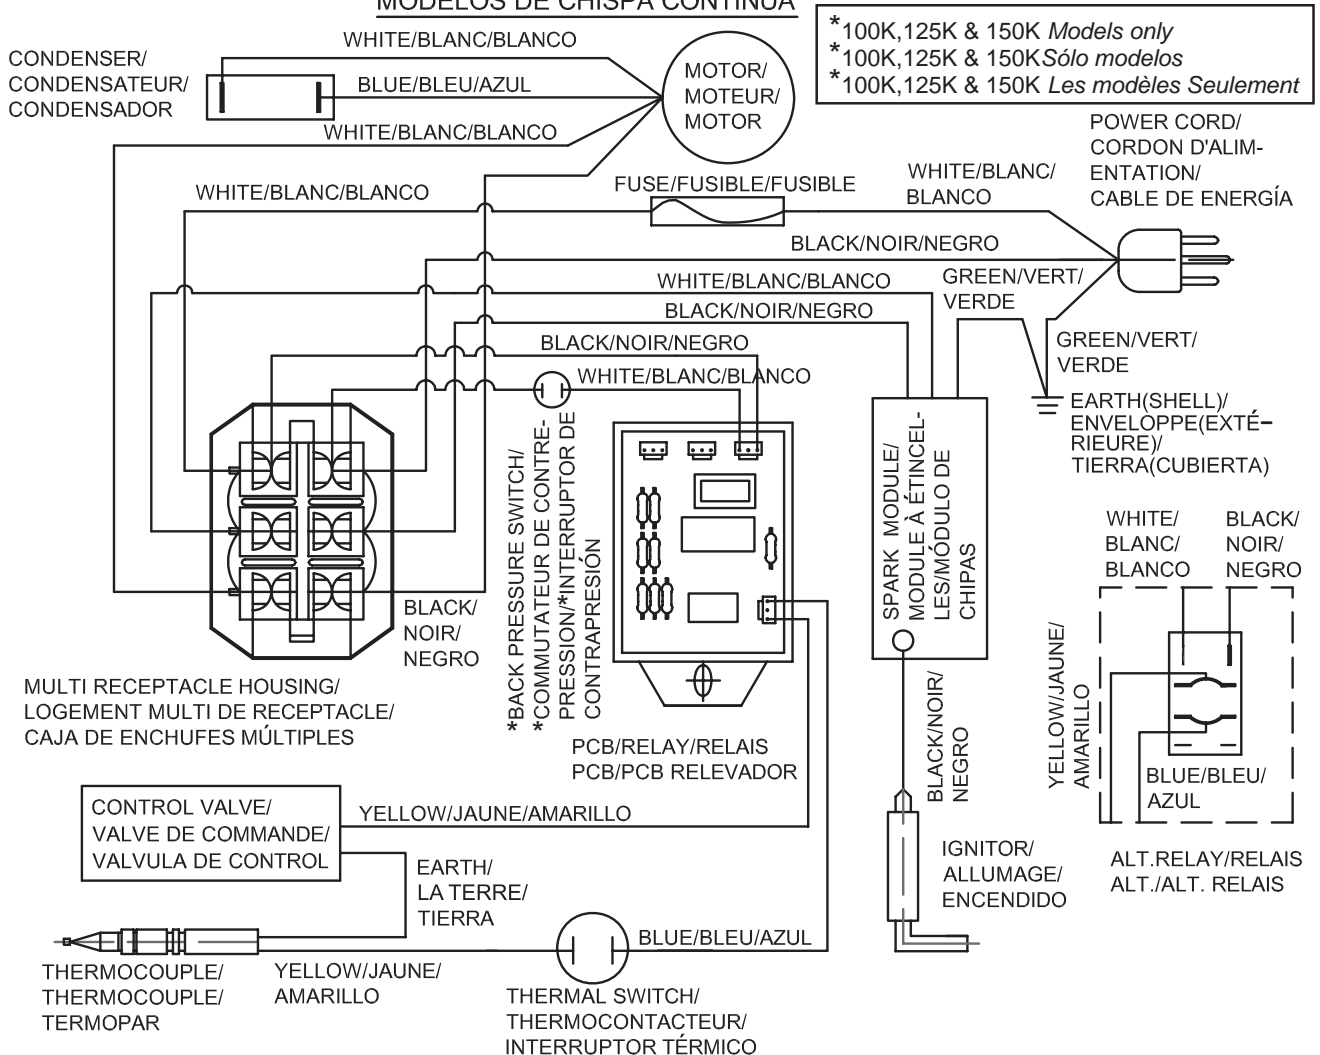 MODELOS DE CHISPA CONTINUA
*100K,125K & 150K Models only
*100K,125K & 150K Sólo modelos
*100K,125K & 150K Les modèles Seulement
CONDENSER/
CONDENSATEUR/
CONDENSADOR
WHITE/BLANC/BLANCO
BLUE/BLEU/AZUL
WHITE/BLANC/BLANCO
MOTOR/
MOTEUR/
MOTOR
POWER CORD/
CORDON D'ALIM-
ENTATION/
CABLE DE ENERGÍA
WHITE/BLANC/BLANCO
FUSE/FUSIBLE/FUSIBLE
WHITE/BLANC/
BLANCO
BLACK/NOIR/NEGRO
WHITE/BLANC/BLANCO
GREEN/VERT/
VERDE
BLACK/NOIR/NEGRO
BLACK/NOIR/NEGRO
WHITE/BLANC/BLANCO
GREEN/VERT/
VERDE
EARTH(SHELL)/
ENVELOPPE(EXTÉ-
RIEURE)/
TIERRA(CUBIERTA)
*BACK PRESSURE SWITCH/
*COMMUTATEUR DE CONTRE-
PRESSION/*INTERRUPTOR DE
CONTRAPRESIÓN
SPARK MODULE/
MODULE À ÉTINCEL-
LES/MÓDULO DE
CHIPAS
WHITE/
BLANC/
BLANCO
BLACK/
NOIR/
NEGRO
BLACK/
NOIR/
NEGRO
MULTI RECEPTACLE HOUSING/
LOGEMENT MULTI DE RECEPTACLE/
CAJA DE ENCHUFES MÚLTIPLES
PCB/RELAY/RELAIS
PCB/PCB RELEVADOR
BLACK/NOIR/
NEGRO
YELLOW/JAUNE/
AMARILLO
BLUE/BLEU/
AZUL
CONTROL VALVE/
VALVE DE COMMANDE/
VALVULA DE CONTROL
YELLOW/JAUNE/AMARILLO
EARTH/
LA TERRE/
TIERRA
IGNITOR/
ALLUMAGE/
ENCENDIDO
ALT.RELAY/RELAIS
ALT./ALT. RELAIS
THERMOCOUPLE/
THERMOCOUPLE/
TERMOPAR
YELLOW/JAUNE/
AMARILLO
BLUE/BLEU/AZUL
THERMAL SWITCH/
THERMOCONTACTEUR/
INTERRUPTOR TÉRMICO